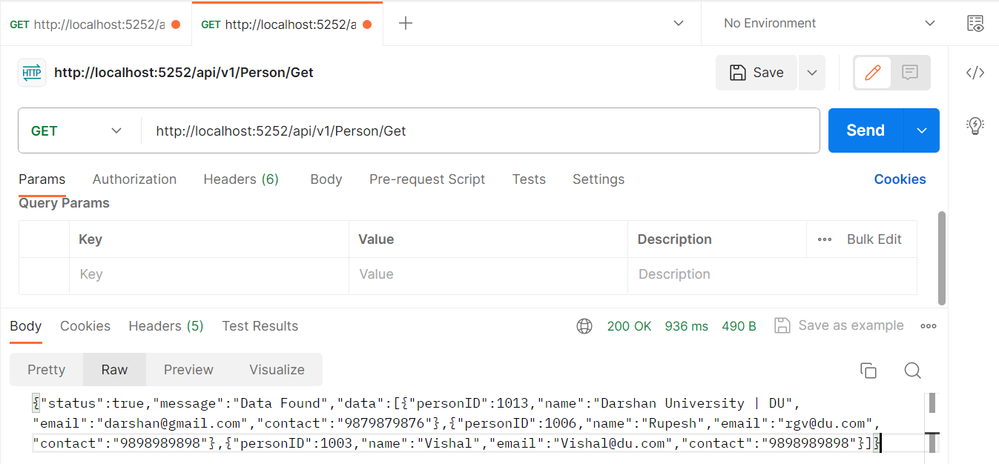 GET http://localhost:5252/a
GET http://localhost:5252/a
No Environment
HTTP
http://localhost:5252/api/v1/Person/Get
Save
GET
http://localhost:5252/api/v1/Person/Get
Send
Params Authorization Headers (6) Body Pre-request Script Tests Settings Cookies
Query Params
Key Value Description Bulk Edit
Key Value Description
Body Cookies Headers (5) Test Results 200 OK 936 ms 490 B Save as example
Pretty Raw Preview Visualize
{"status":true,"message":"Data Found","data":[{"personID":1013,"name":"Darshan University | DU",
"email":"darshan@gmail.com","contact":"9879879876"},{"personID":1006,"name":"Rupesh","email":"rgv@du.com",
"contact":"9898989898"},{"personID":1003,"name":"Vishal","email":"Vishal@du.com","contact":"9898989898"}]}